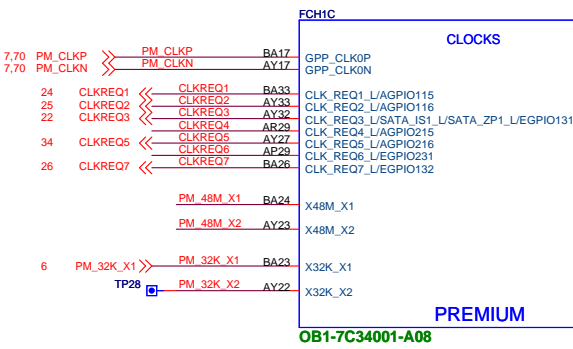 FCH1C
CLOCKS
7,70 PM_CLKP PM_CLKP BA17 GPP_CLK0P
7,70 PM_CLKN PM_CLKN AY17 GPP_CLK0N
24 CLKREQ1 CLKREQ1 BA33 CLK_REQ1_L/AGPIO115
25 CLKREQ2 CLKREQ2 AY33 CLK_REQ2_L/AGPIO116
22 CLKREQ3 CLKREQ3 AY32 CLK_REQ3_L/SATA_IS1_L/SATA_ZP1_L/EGPIO131
CLKREQ4 AR29 CLK_REQ4_L/AGPIO215
34 CLKREQ5 CLKREQ5 AY27 CLK_REQ5_L/AGPIO216
CLKREQ6 AP29 CLK_REQ6_L/EGPIO231
26 CLKREQ7 CLKREQ7 BA26 CLK_REQ7_L/EGPIO132
PM_48M_X1 BA24 X48M_X1
PM_48M_X2 AY23 X48M_X2
6 PM_32K_X1 PM_32K_X1 BA23 X32K_X1
TP28 PM_32K_X2 AY22 X32K_X2
PREMIUM
OB1-7C34001-A08